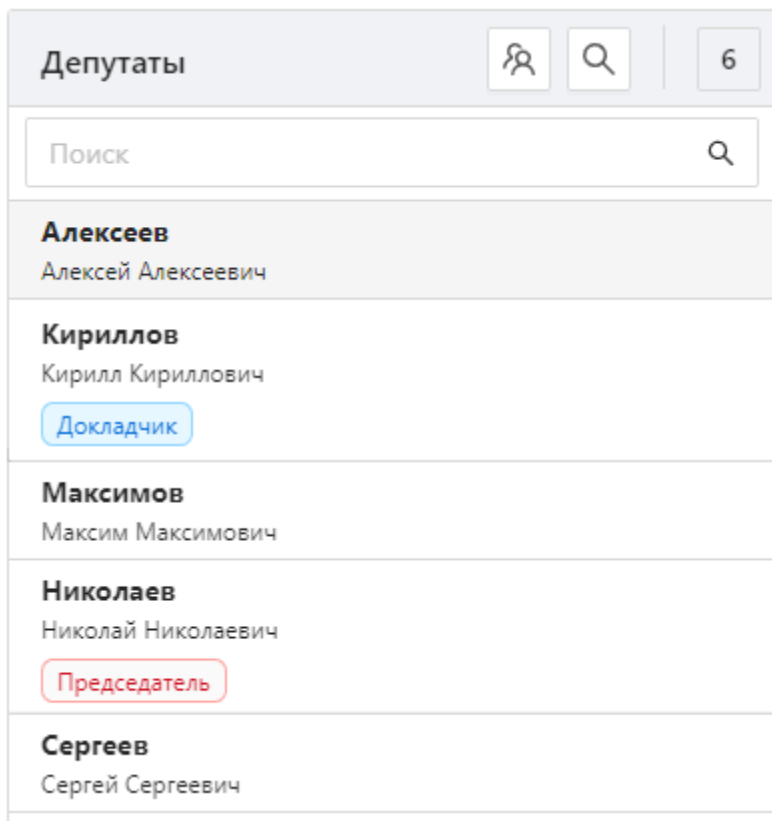 Депутаты
6
Поиск
Алексеев
Алексей Алексеевич
Кириллов
Кирилл Кириллович
Докладчик
Максимов
Максим Максимович
Николаев
Николай Николаевич
Председатель
Сергеев
Сергей Сергеевич